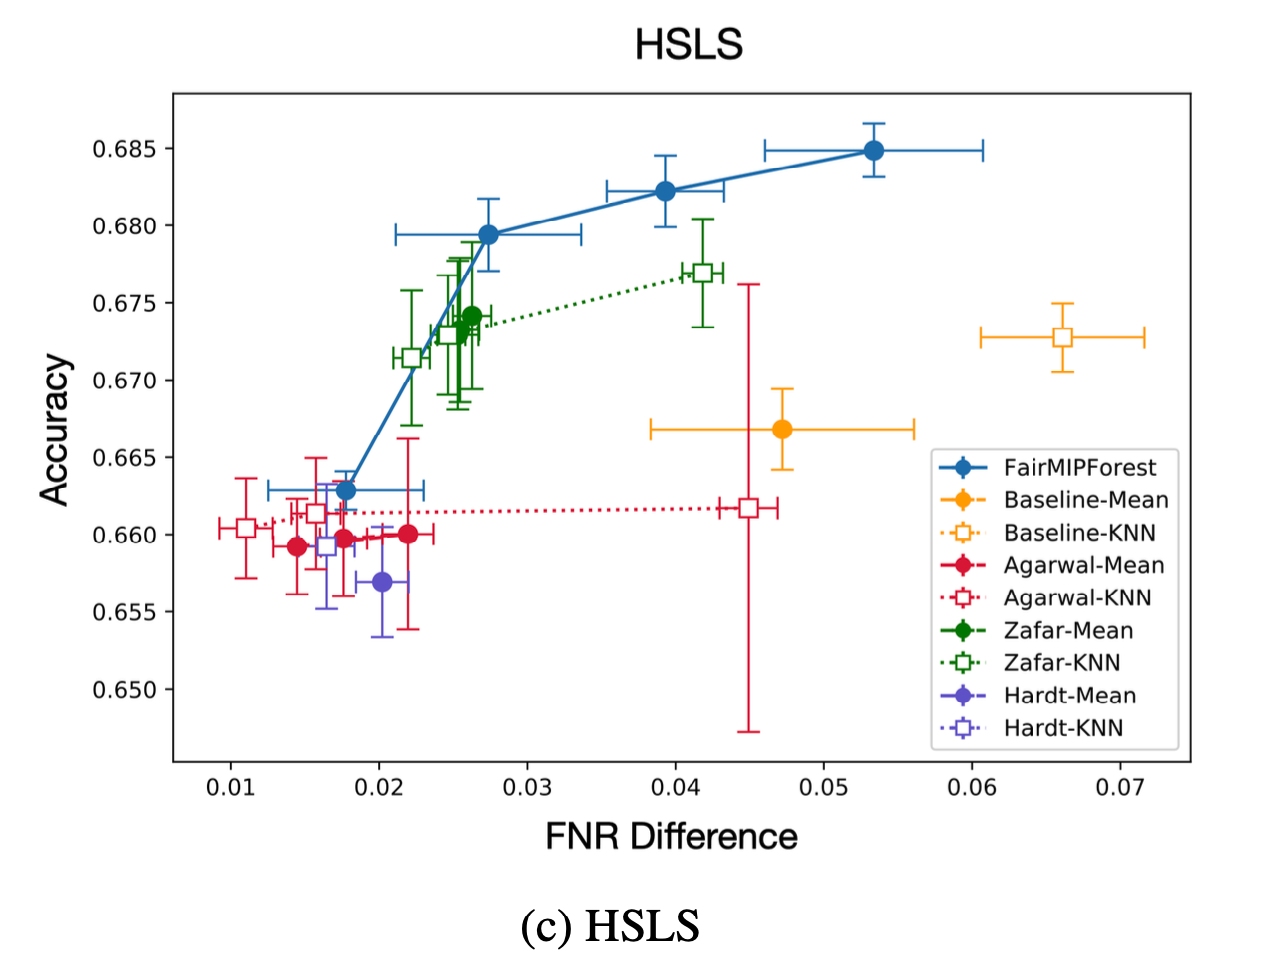 HSLS
0.685
0.680
0.675
0.670
0.665
0.660
0.655
0.650
Accuracy
FairMIPForest
Baseline-Mean
Baseline-KNN
Agarwal-Mean
Agarwal-KNN
Zafar-Mean
Zafar-KNN
Hardt-Mean
Hardt-KNN
0.01 0.02 0.03 0.04 0.05 0.06 0.07
FNR Difference
(c) HSLS